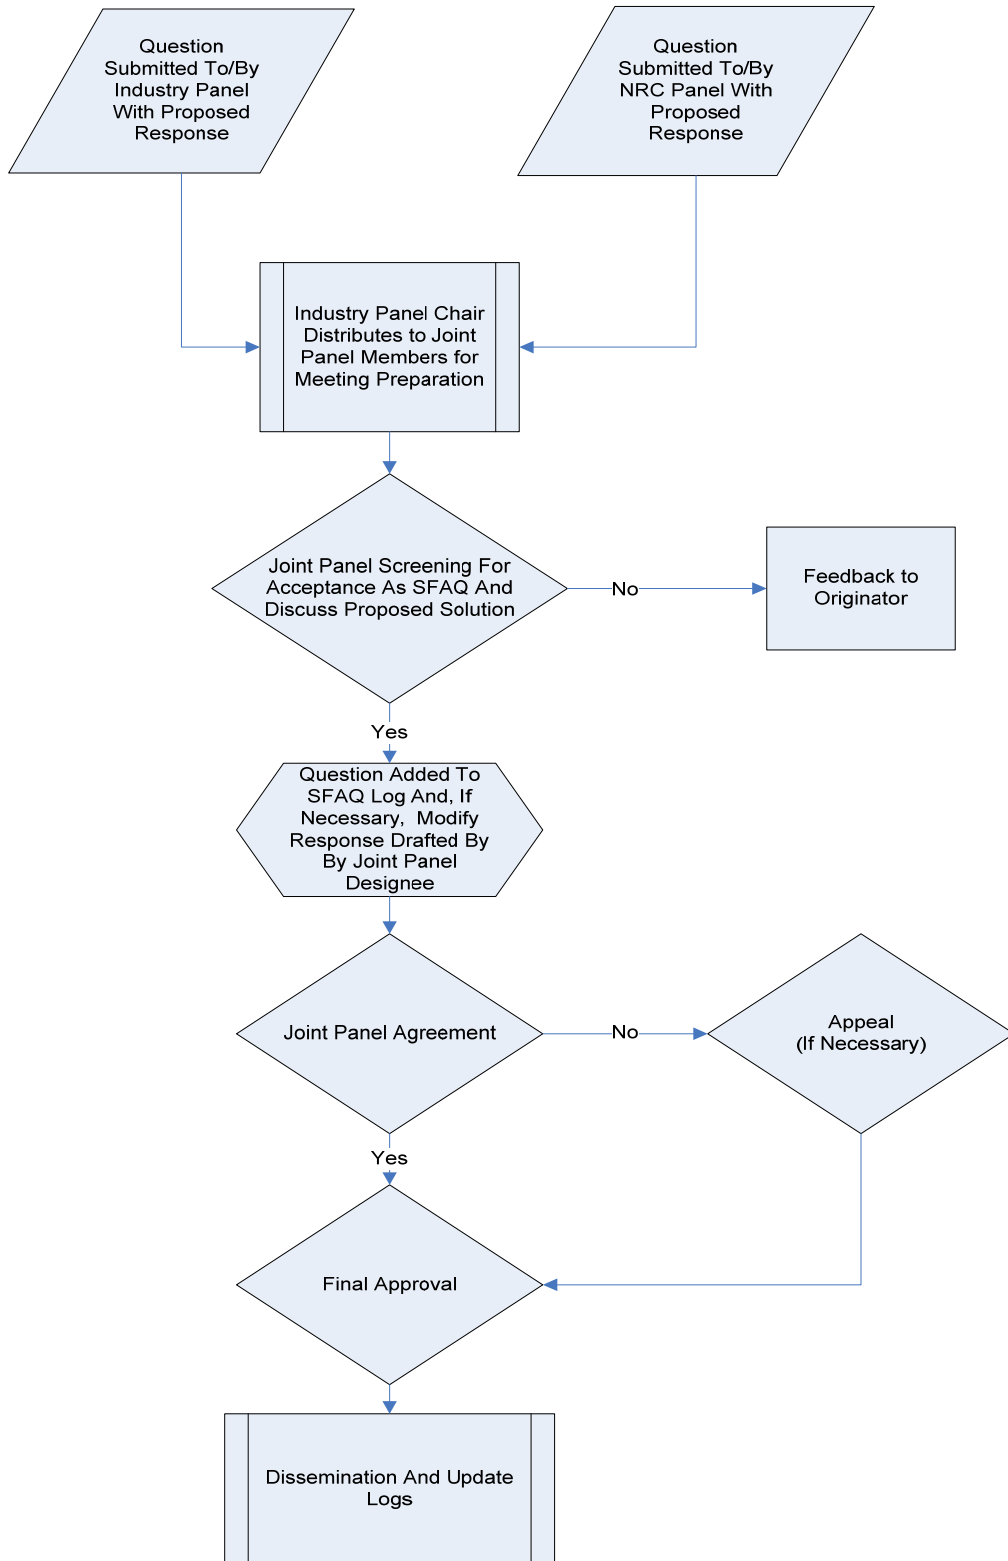 Question
Submitted To/By
Industry Panel
With Proposed
Response
Question
Submitted To/By
NRC Panel With
Proposed
Response
Industry Panel Chair
Distributes to Joint
Panel Members for
Meeting Preparation
Joint Panel Screening For
Acceptance As SFAQ And
Discuss Proposed Solution
No
Feedback to
Originator
Yes
Question Added To
SFAQ Log And, If
Necessary, Modify
Response Drafted By
By Joint Panel
Designee
Joint Panel Agreement
No
Appeal
(If Necessary)
Yes
Final Approval
Dissemination And Update
Logs